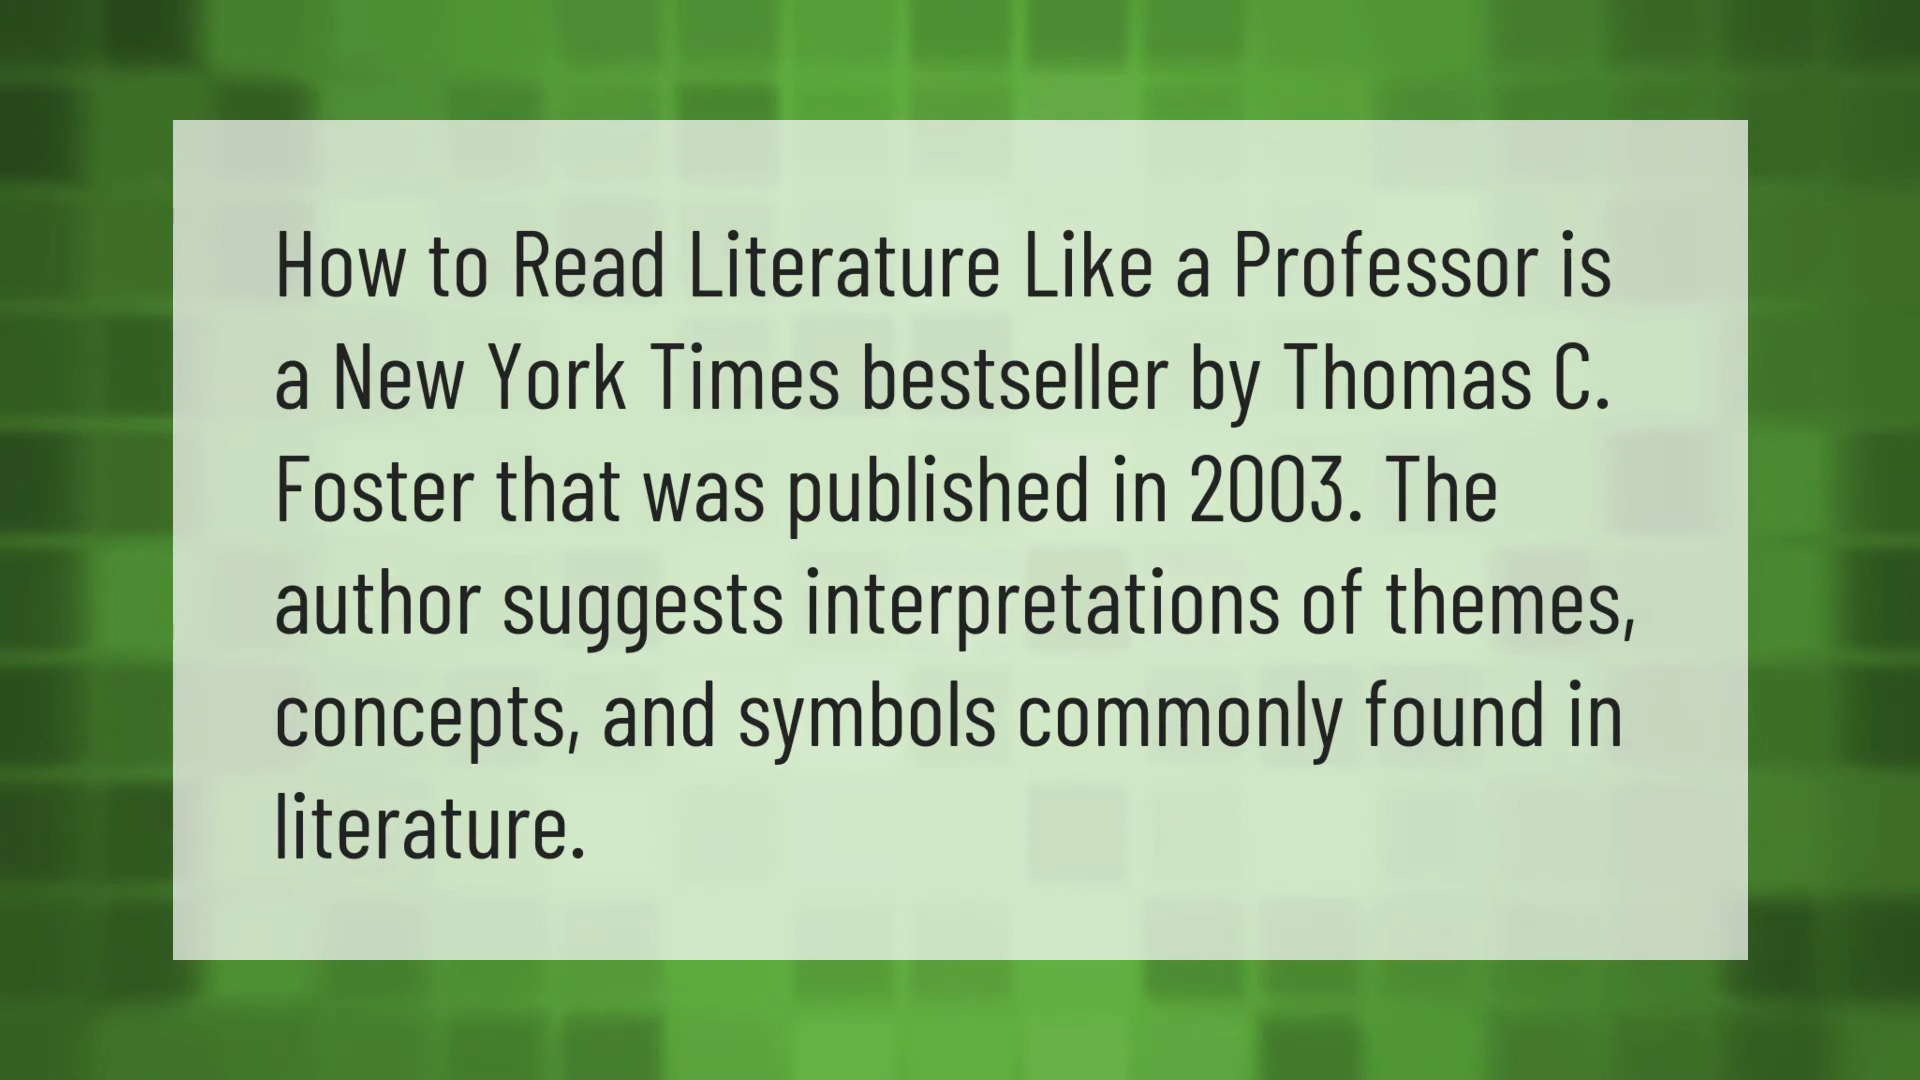 How to Read Literature Like a Professor is
a New York Times bestseller by Thomas C.
Foster that was published in 2003. The
author suggests interpretations of themes,
concepts, and symbols commonly found in
literature.